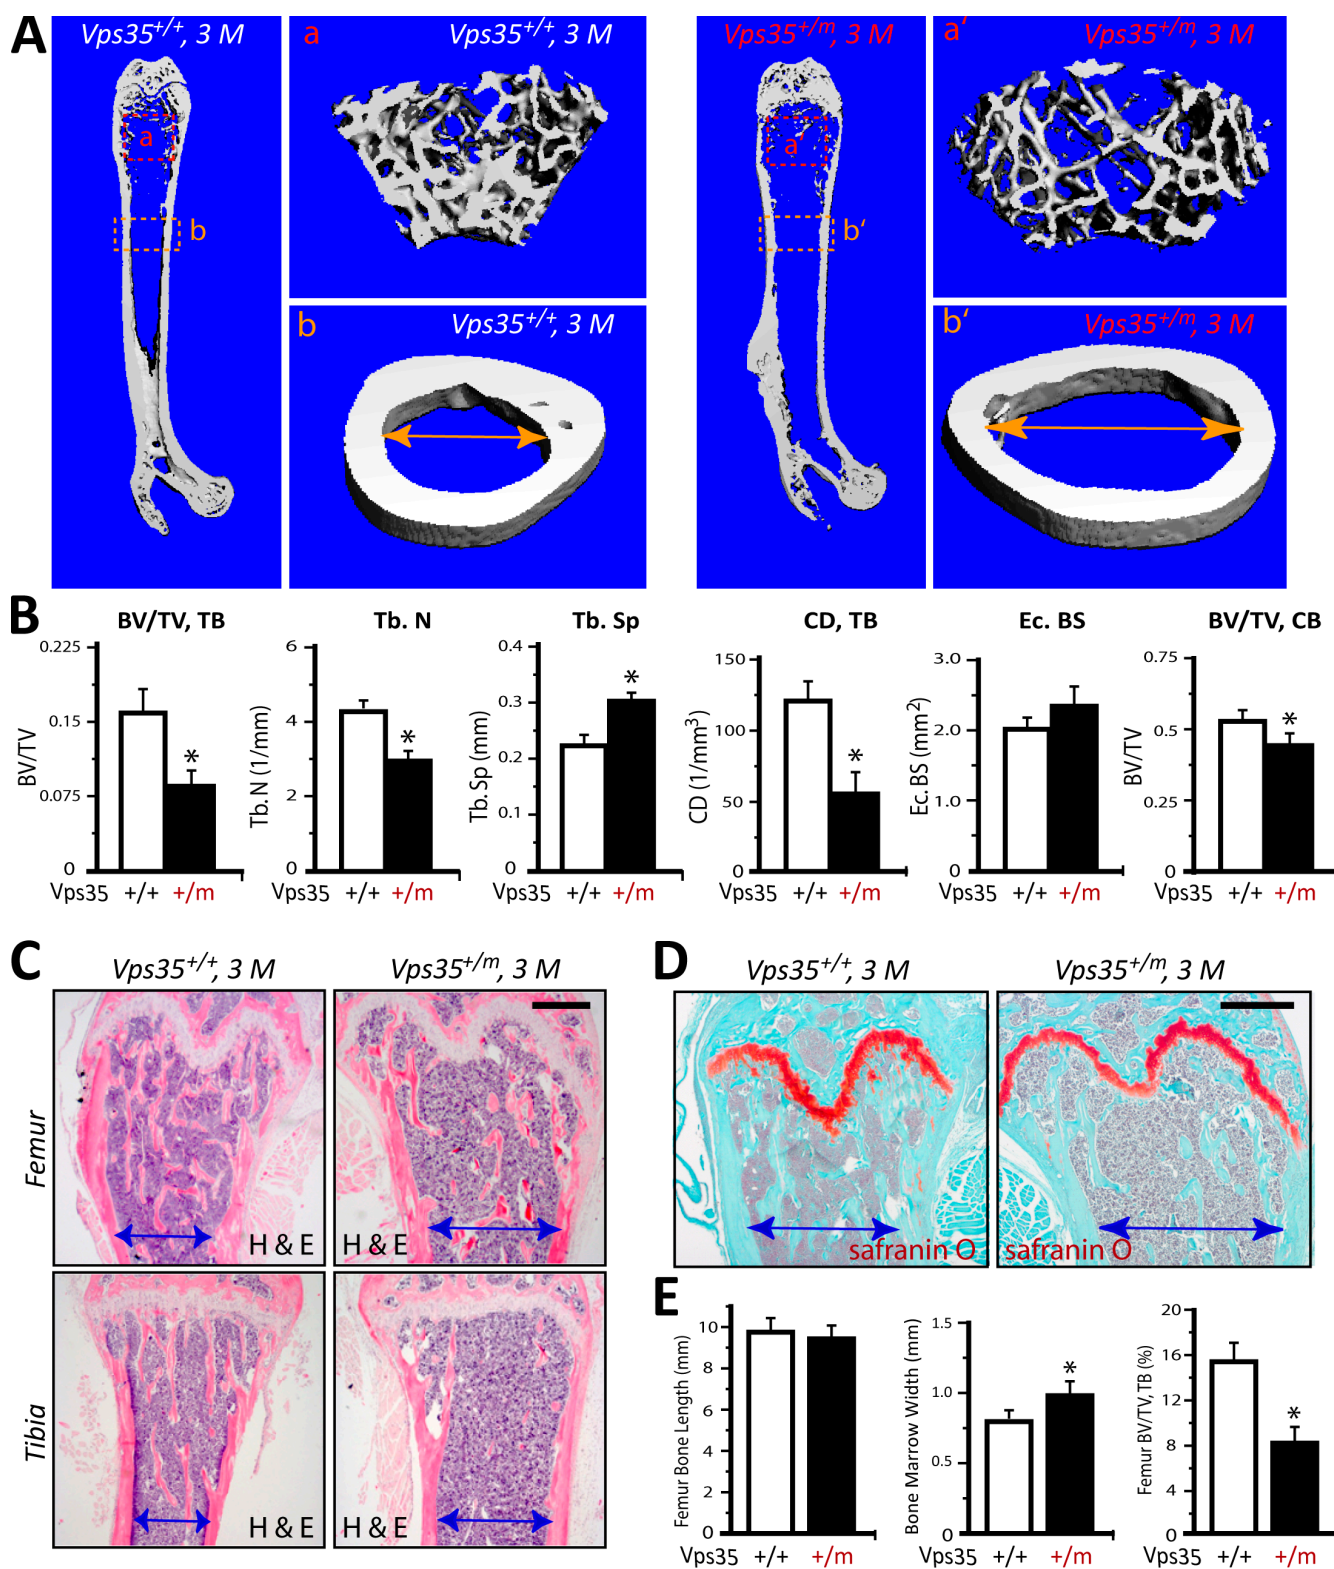 A
Vps35+/+, 3 M
a
Vps35+/+, 3 M
Vps35+/m, 3 M
a'
Vps35+/m, 3 M
a
a'
b
b'
b
Vps35+/+, 3 M
b'
Vps35+/m, 3 M
B
BV/TV, TB
0.225
0.15
0.075
0
BV/TV
*
Vps35 +/+ +/m
Tb. N
6
4
2
0
Tb. N (1/mm)
*
+/+ +/m
Tb. Sp
0.4
0.3
0.2
0.1
0
Tb. Sp (mm)
*
Vps35 +/+ +/m
CD, TB
150
100
50
0
CD (1/mm3)
*
Vps35 +/+ +/m
Ec. BS
3.0
2.0
1.0
0
Ec. BS (mm2)
+/+ +/m
BV/TV, CB
0.75
0.5
0.25
0
BV/TV
*
Vps35 +/+ +/m
C
Vps35+/+, 3 M
Vps35+/m, 3 M
Femur
H & E
H & E
Tibia
H & E
H & E
D
Vps35+/+, 3 M
Vps35+/m, 3 M
safranin O
safranin O
E
10
8
6
4
2
0
Femur Bone Length (mm)
Vps35 +/+ +/m
1.5
1.0
0.5
0
Bone Marrow Width (mm)
*
Vps35 +/+ +/m
20
16
12
8
4
0
Femur BV/TV, TB (%)
*
+/+ +/m